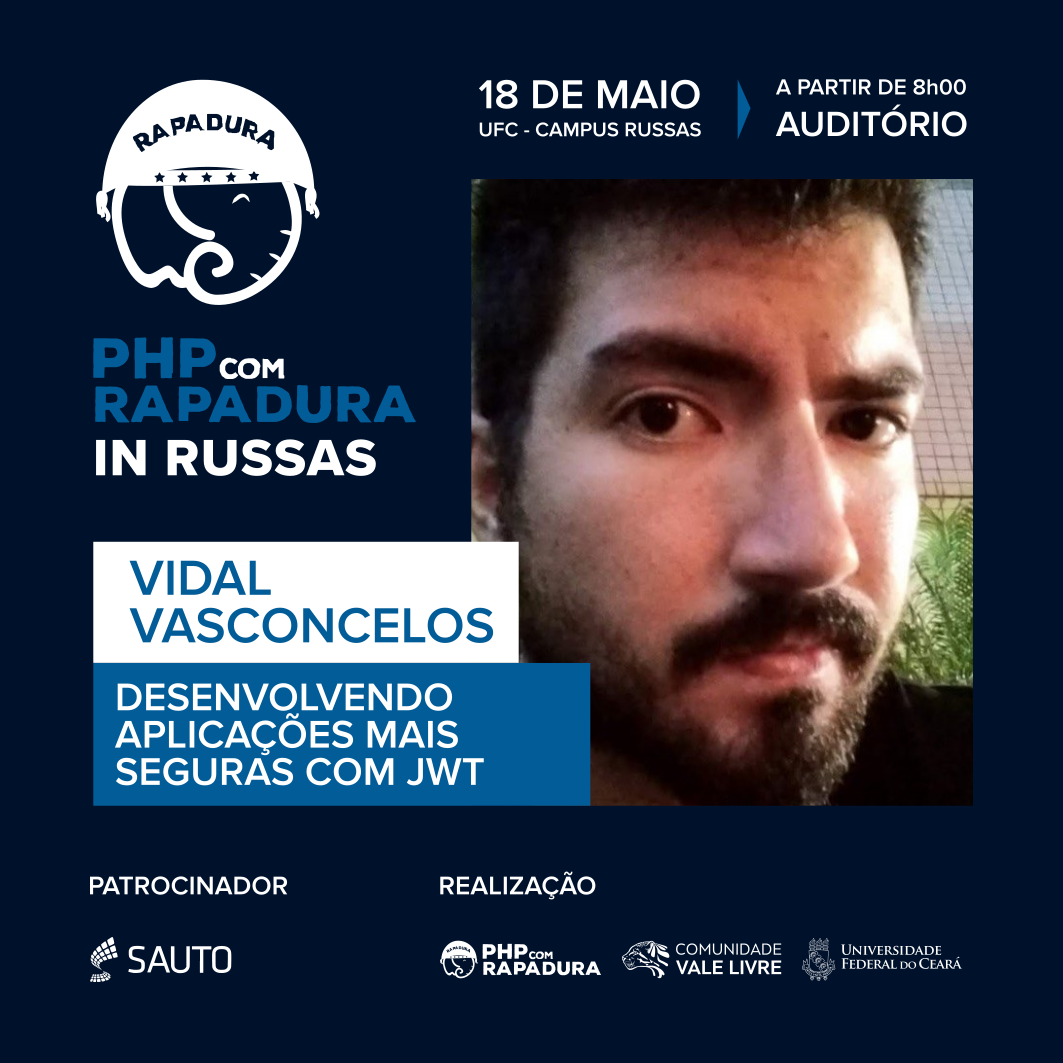 RAPADURA
18 DE MAIO
UFC - CAMPUS RUSSAS
A PARTIR DE 8h00
AUDITÓRIO
PHP COM
RAPADURA
IN RUSSAS
VIDAL
VASCONCELOS
DESENVOLVENDO
APLICAÇÕES MAIS
SEGURAS COM JWT
PATROCINADOR
SAUTO
REALIZAÇÃO
RAPADURA
PHP COM
RAPADURA
COMUNIDADE
VALE LIVRE
UNIVERSIDADE
FEDERAL DO CEARÁ